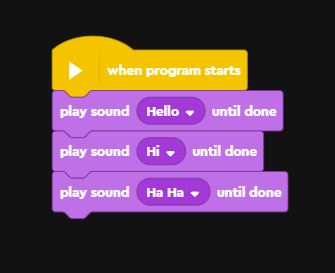 when program starts
play sound Hello until done
play sound Hi until done
play sound Ha Ha until done